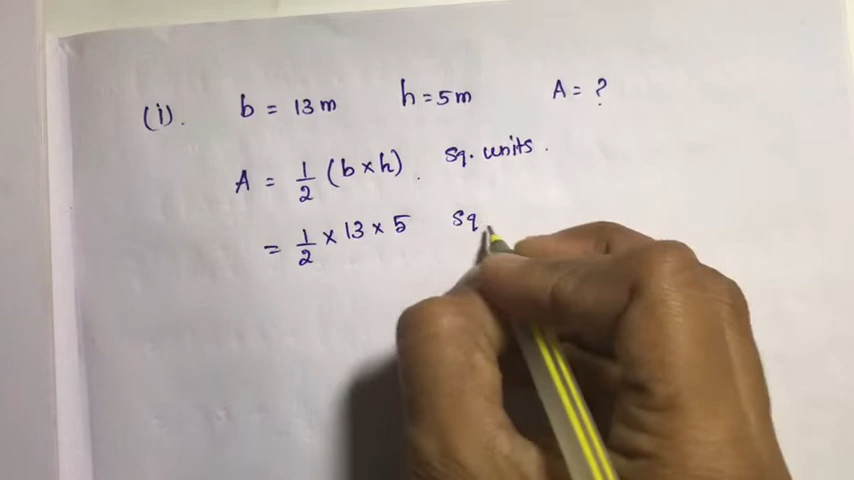 (i). b = 13 m h = 5 m A = ?
A = 1/2 (b × h). Sq. units.
= 1/2 × 13 × 5 Sq